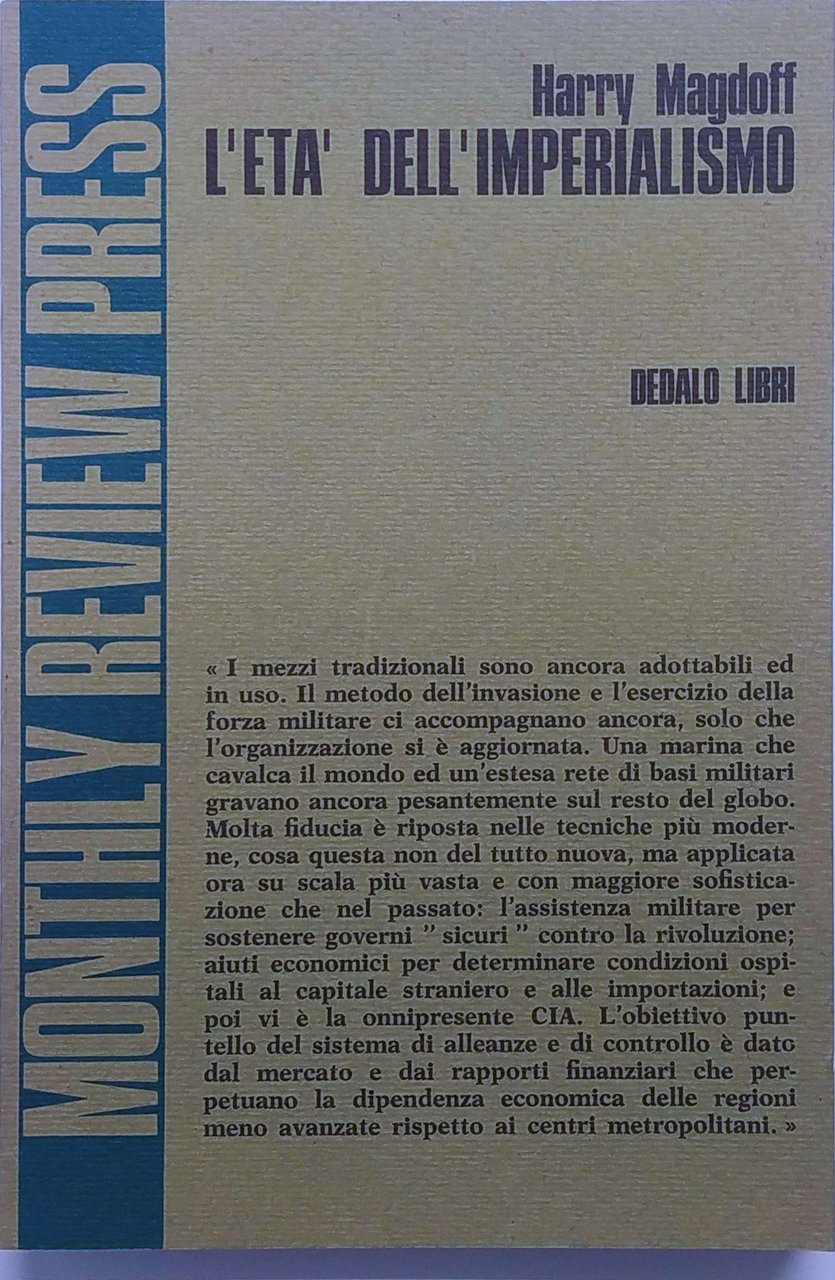 MONTHLY REVIEW PRESS
Harry Magdoff
L'ETA' DELL'IMPERIALISMO
DEDALO LIBRI
« I mezzi tradizionali sono ancora adottabili ed
in uso. Il metodo dell'invasione e l'esercizio della
forza militare ci accompagnano ancora, solo che
l'organizzazione si è aggiornata. Una marina che
cavalca il mondo ed un'estesa rete di basi militari
gravano ancora pesantemente sul resto del globo.
Molta fiducia è riposta nelle tecniche più moder-
ne, cosa questa non del tutto nuova, ma applicata
ora su scala più vasta e con maggiore sofistica-
zione che nel passato: l'assistenza militare per
sostenere governi ” sicuri ” contro la rivoluzione;
aiuti economici per determinare condizioni ospi-
tali al capitale straniero e alle importazioni; e
poi vi è la onnipresente CIA. L'obiettivo pun-
tello del sistema di alleanze e di controllo è dato
dal mercato e dai rapporti finanziari che per-
petuano la dipendenza economica delle regioni
meno avanzate rispetto ai centri metropolitani. »